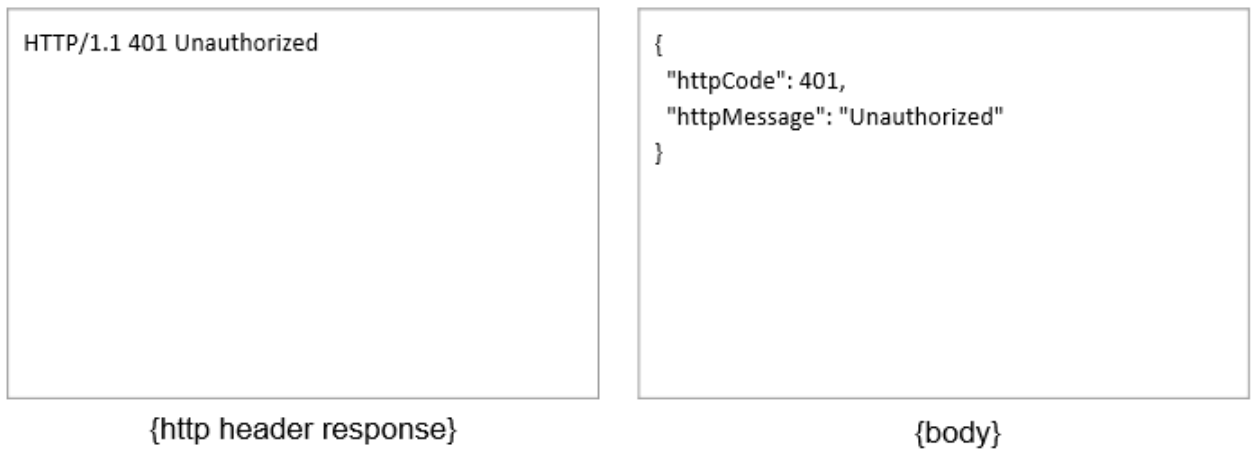 HTTP/1.1 401 Unauthorized
{
"httpCode": 401,
"httpMessage": "Unauthorized"
}
{http header response}
{body}